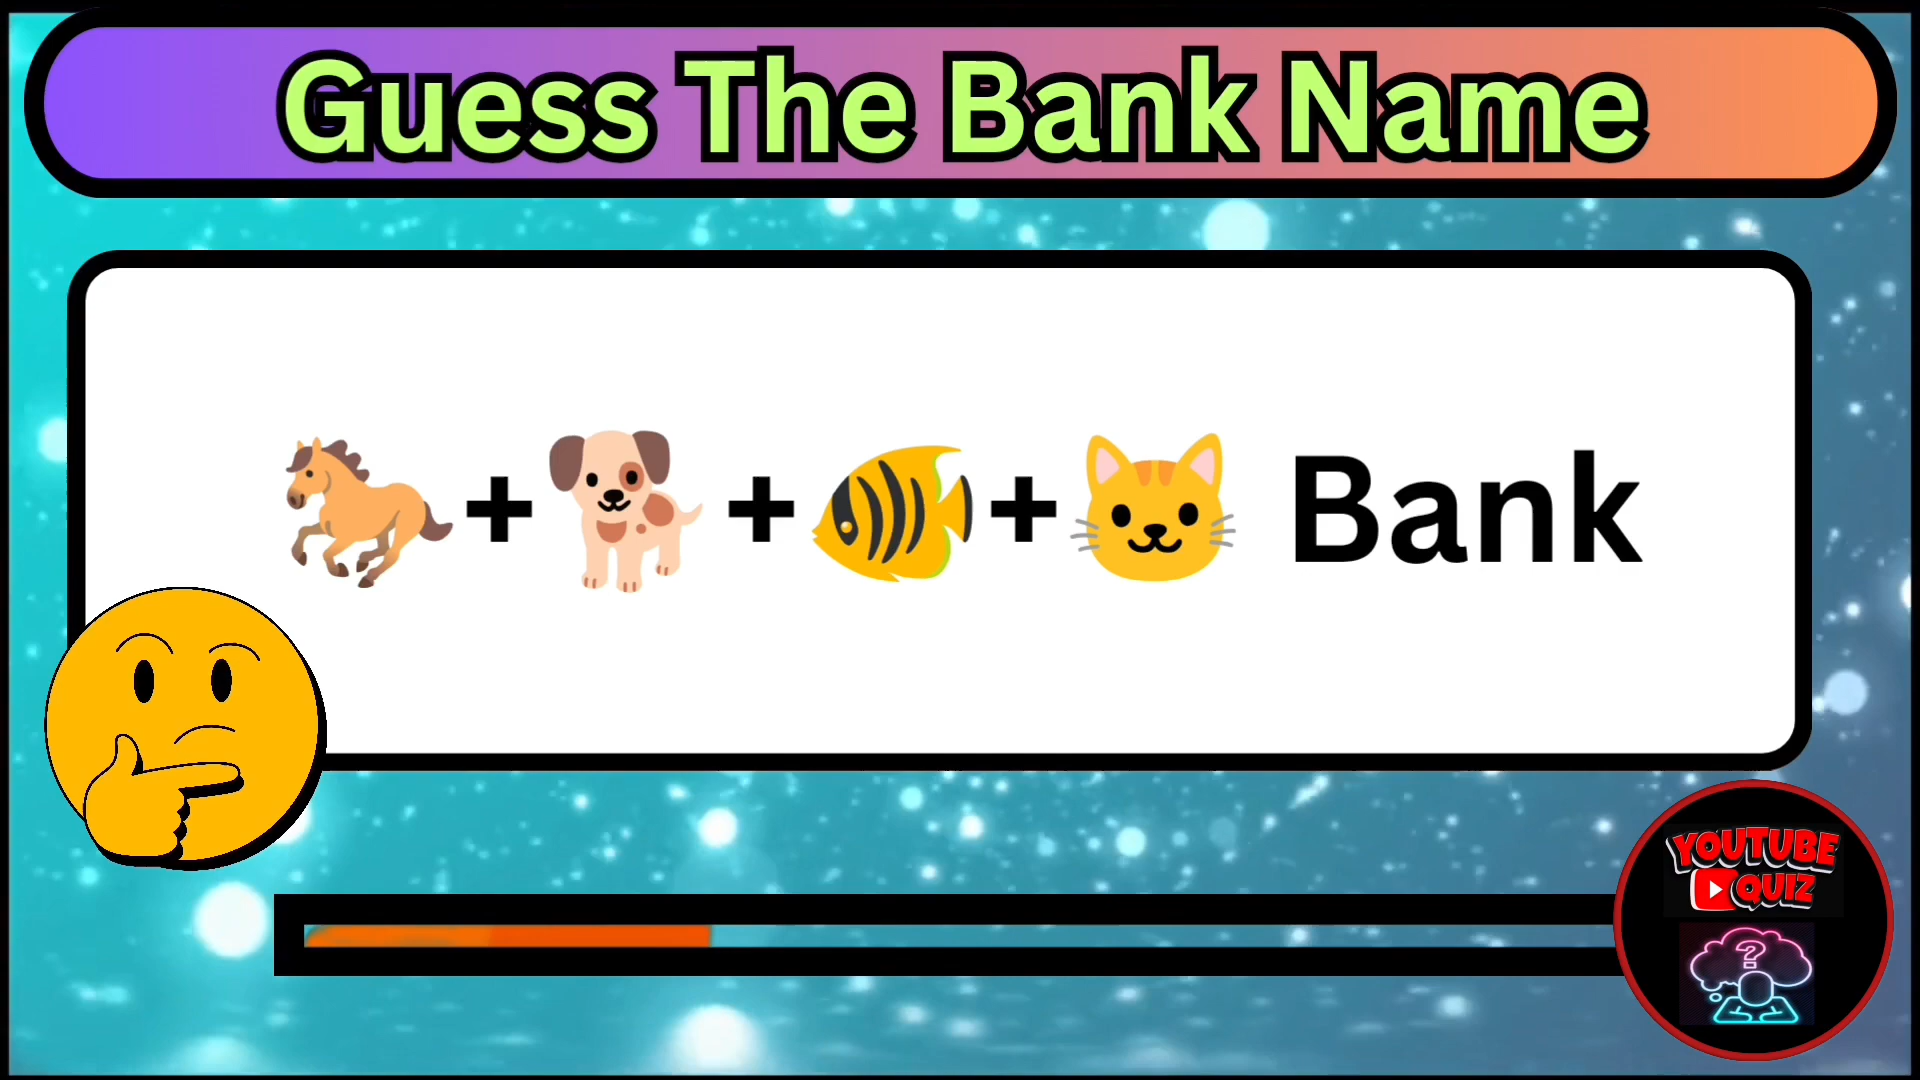 Guess The Bank Name
+ + + Bank
YOUTUBE
QUIZ
?